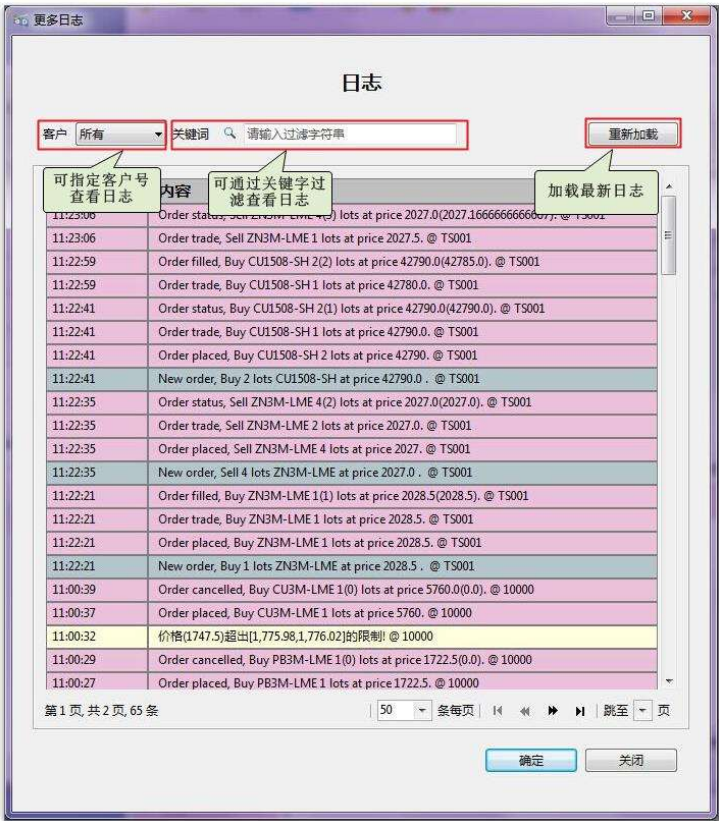 更多日志
日志
客户 所有 关键词 请输入过滤字符串 重新加载
可指定客户号
查看日志
可通过关键字过
滤查看日志
加载最新日志
内容
11:23:06 Order status, Sell ZN3M-LME 4(3) lots at price 2027.0(2027.1666666666667). @ TS001
11:23:06 Order trade, Sell ZN3M-LME 1 lots at price 2027.5. @ TS001
11:22:59 Order filled, Buy CU1508-SH 2(2) lots at price 42790.0(42785.0). @ TS001
11:22:59 Order trade, Buy CU1508-SH 1 lots at price 42780.0. @ TS001
11:22:41 Order status, Buy CU1508-SH 2(1) lots at price 42790.0(42790.0). @ TS001
11:22:41 Order trade, Buy CU1508-SH 1 lots at price 42790.0. @ TS001
11:22:41 Order placed, Buy CU1508-SH 2 lots at price 42790. @ TS001
11:22:41 New order, Buy 2 lots CU1508-SH at price 42790.0 . @ TS001
11:22:35 Order status, Sell ZN3M-LME 4(2) lots at price 2027.0(2027.0). @ TS001
11:22:35 Order trade, Sell ZN3M-LME 2 lots at price 2027.0. @ TS001
11:22:35 Order placed, Sell ZN3M-LME 4 lots at price 2027. @ TS001
11:22:35 New order, Sell 4 lots ZN3M-LME at price 2027.0 . @ TS001
11:22:21 Order filled, Buy ZN3M-LME 1(1) lots at price 2028.5(2028.5). @ TS001
11:22:21 Order trade, Buy ZN3M-LME 1 lots at price 2028.5. @ TS001
11:22:21 Order placed, Buy ZN3M-LME 1 lots at price 2028.5. @ TS001
11:22:21 New order, Buy 1 lots ZN3M-LME at price 2028.5 . @ TS001
11:00:39 Order cancelled, Buy CU3M-LME 1(0) lots at price 5760.0(0.0). @ 10000
11:00:37 Order placed, Buy CU3M-LME 1 lots at price 5760. @ 10000
11:00:32 价格(1747.5)超出[1,775.98,1,776.02]的限制! @ 10000
11:00:29 Order cancelled, Buy PB3M-LME 1(0) lots at price 1722.5(0.0). @ 10000
11:00:27 Order placed, Buy PB3M-LME 1 lots at price 1722.5. @ 10000
第1页, 共2页, 65条 50 条每页 跳至 页
确定 关闭